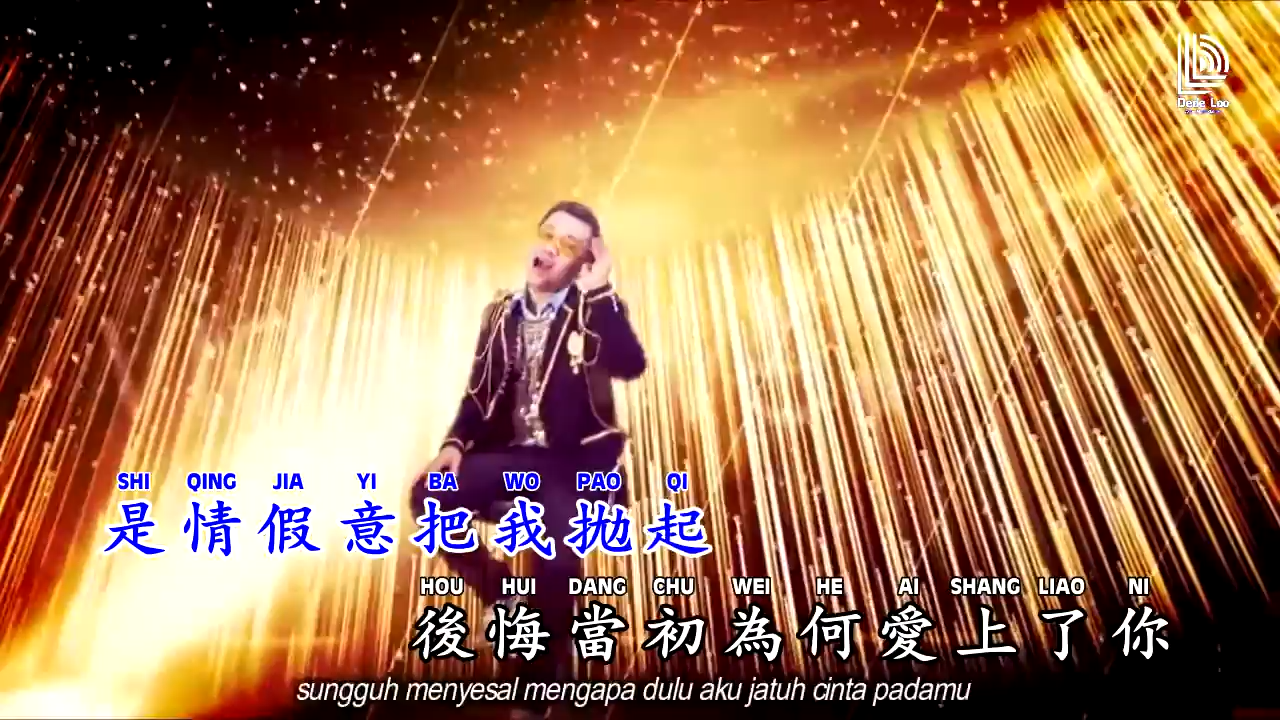 Dede Loo
SHI QING JIA YI BA WO PAO QI
是情假意把我拋起
HOU HUI DANG CHU WEI HE AI SHANG LIAO NI
後悔當初為何愛上了你
sungguh menyesal mengapa dulu aku jatuh cinta padamu